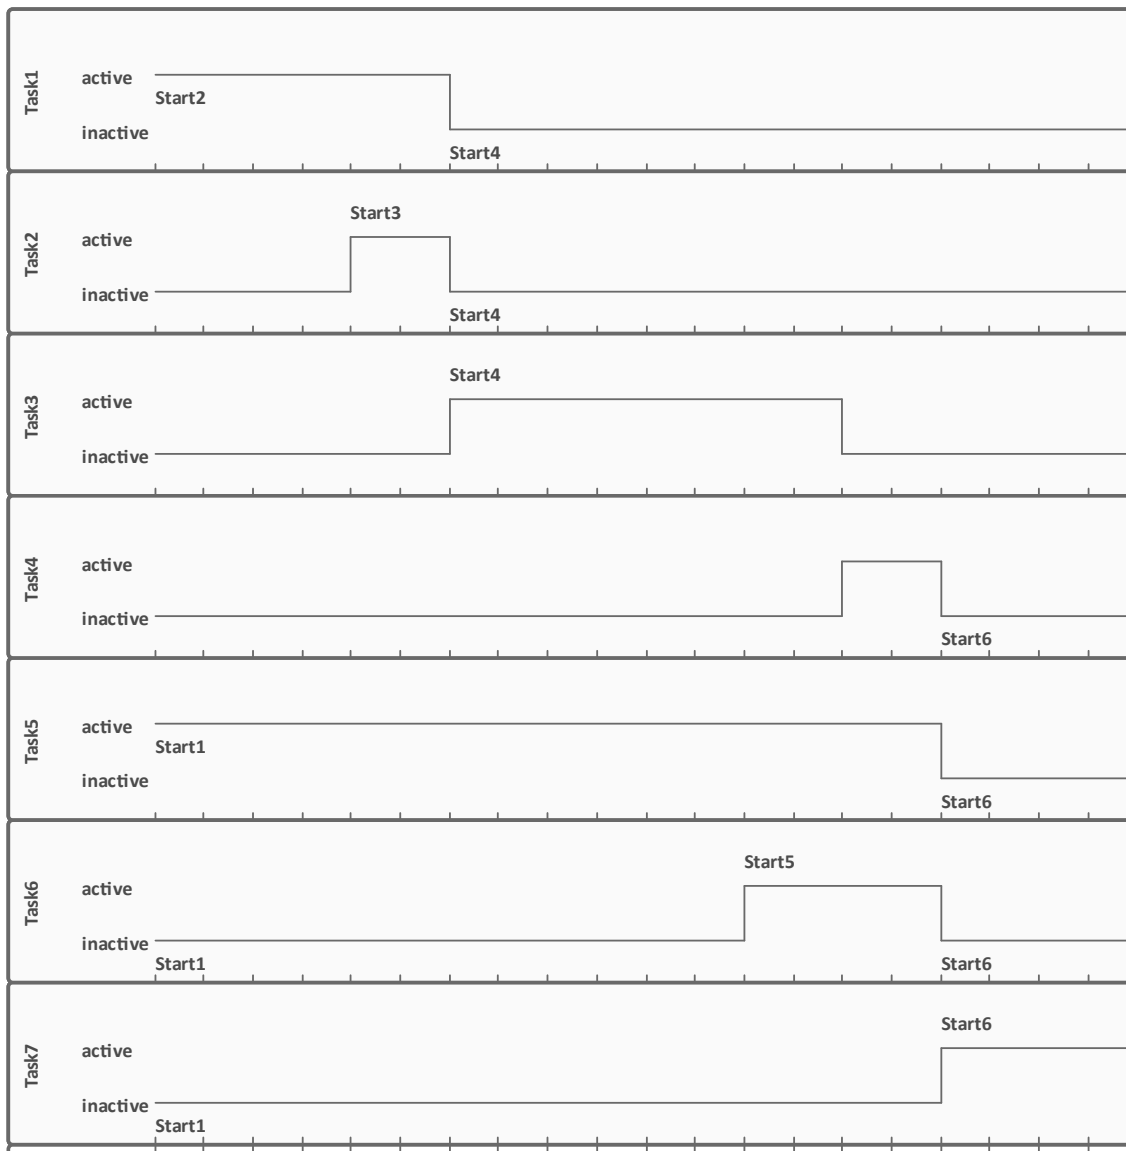 Task1
active
Start2
inactive
Start4
Task2
Start3
active
inactive
Start4
Task3
Start4
active
inactive
Task4
active
inactive
Start6
Task5
active
Start1
inactive
Start6
Task6
Start5
active
inactive
Start1
Start6
Task7
Start6
active
inactive
Start1